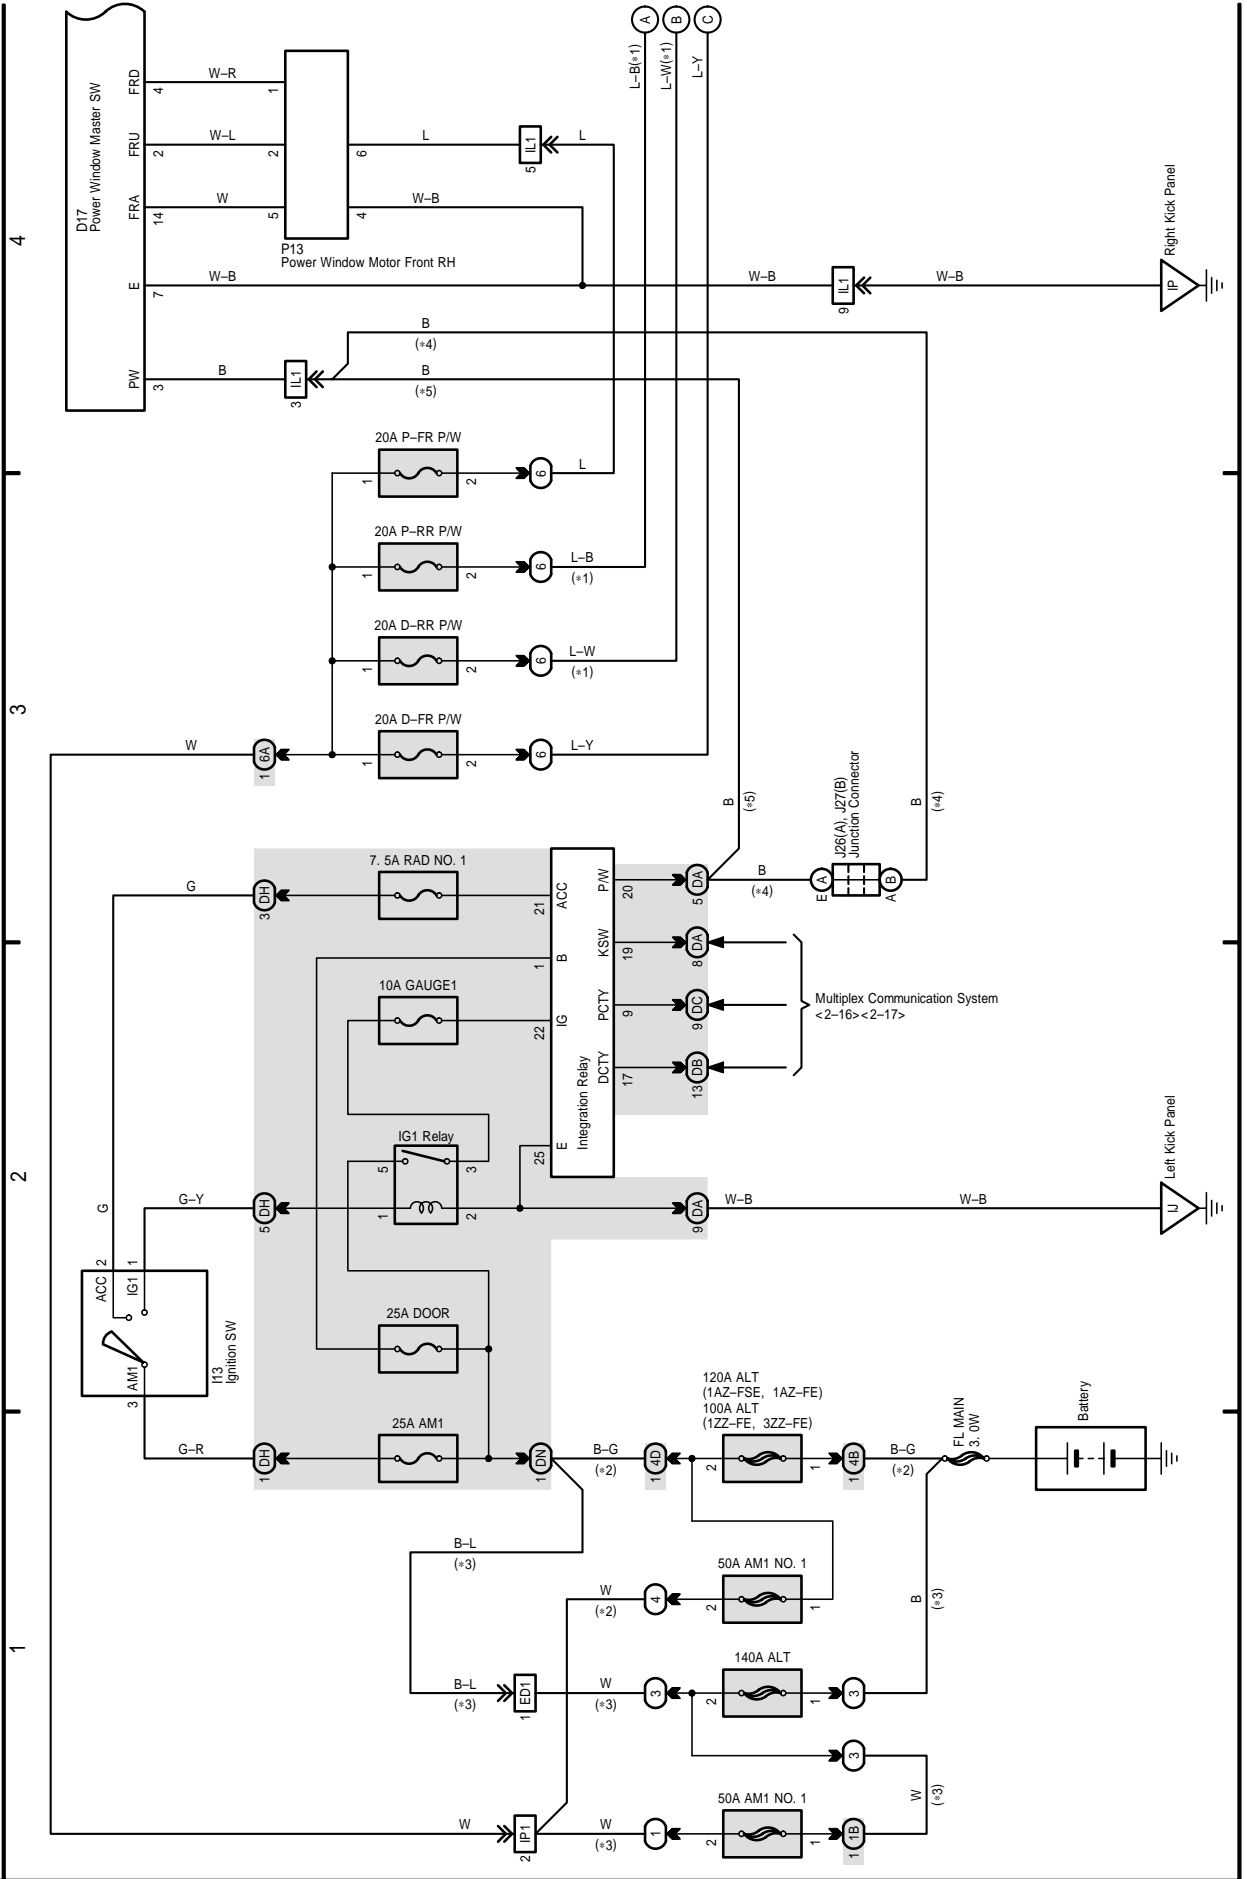 4
3
2
1
D17
Power Window Master SW
FRD
4
FRU
2
FRA
14
E
7
PW
3
W–R
W–L
W
W–B
B
1
2
5
6
4
P13
Power Window Motor Front RH
L
5 IL1
L
W–B
W–B
9 IL1
W–B
IP
Right Kick Panel
3 IL1
B
(*4)
B
(*5)
A
B
C
L–B(*1)
L–W(*1)
L–Y
20A P–FR P/W
1
2
6
L
20A P–RR P/W
1
2
6
L–B
(*1)
20A D–RR P/W
1
2
6
L–W
(*1)
20A D–FR P/W
1
2
6
L–Y
W
1 6A
B
(*5)
J26(A), J27(B)
Junction Connector
B
(*4)
7. 5A RAD NO. 1
G
3 DH
21
ACC
P/W
20
5 DA
B
(*4)
E A
A B
1
B
KSW
19
8 DA
10A GAUGE1
22
IG
PCTY
9
9 DC
Multiplex Communication System
<2–16><2–17>
DCTY
17
13 DB
Integration Relay
25
E
IG1 Relay
5
3
1
2
G
G–Y
5 DH
9 DA
W–B
W–B
IJ
Left Kick Panel
ACC 2
IG1 1
AM1
3
I13
Ignition SW
25A DOOR
25A AM1
G–R
1 DH
1 DN
B–G
(*2)
1 4D
120A ALT
(1AZ–FSE, 1AZ–FE)
100A ALT
(1ZZ–FE, 3ZZ–FE)
2
1
1 4B
B–G
(*2)
FL MAIN
3. 0W
Battery
B–L
(*3)
50A AM1 NO. 1
W
(*2)
4
2
1
B
(*3)
140A ALT
B–L
(*3)
1 ED1
W
(*3)
3
2
1
3
3
W
(*3)
50A AM1 NO. 1
W
2 IP1
W
(*3)
1
2
1
1 1B